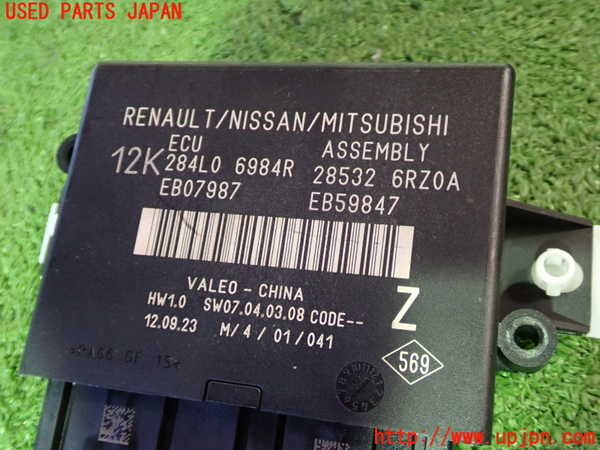 USED PARTS JAPAN
RENAULT/NISSAN/MITSUBISHI
12K
ECU ASSEMBLY
284L0 6984R 28532 6RZ0A
EB07987 EB59847
VALEO - CHINA
HW1.0 SW07.04.03.08 CODE--
12.09.23 M/4/01/041
Z
569
http://www.upjpn.com